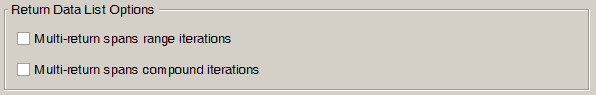 Return Data List Options
Multi-return spans range iterations
Multi-return spans compound iterations